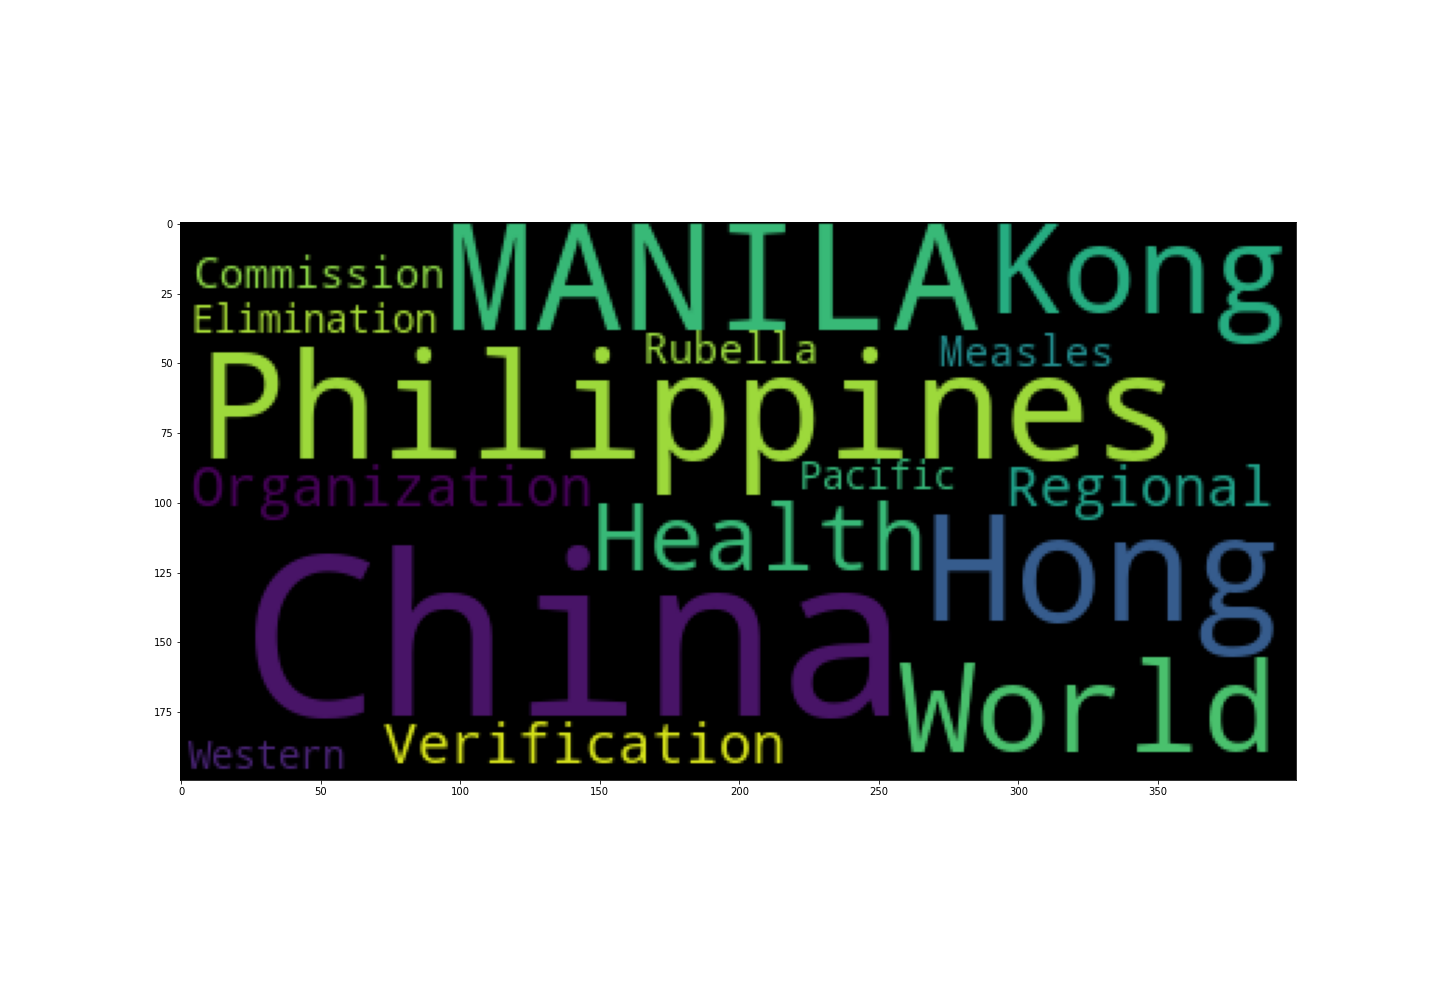 0
25
50
75
100
125
150
175
MANILA Kong
Commission
Elimination
Rubella Measles
Philippines
Organization Pacific Regional
Health Hong
China
World
Verification
Western
0 50 100 150 200 250 300 350